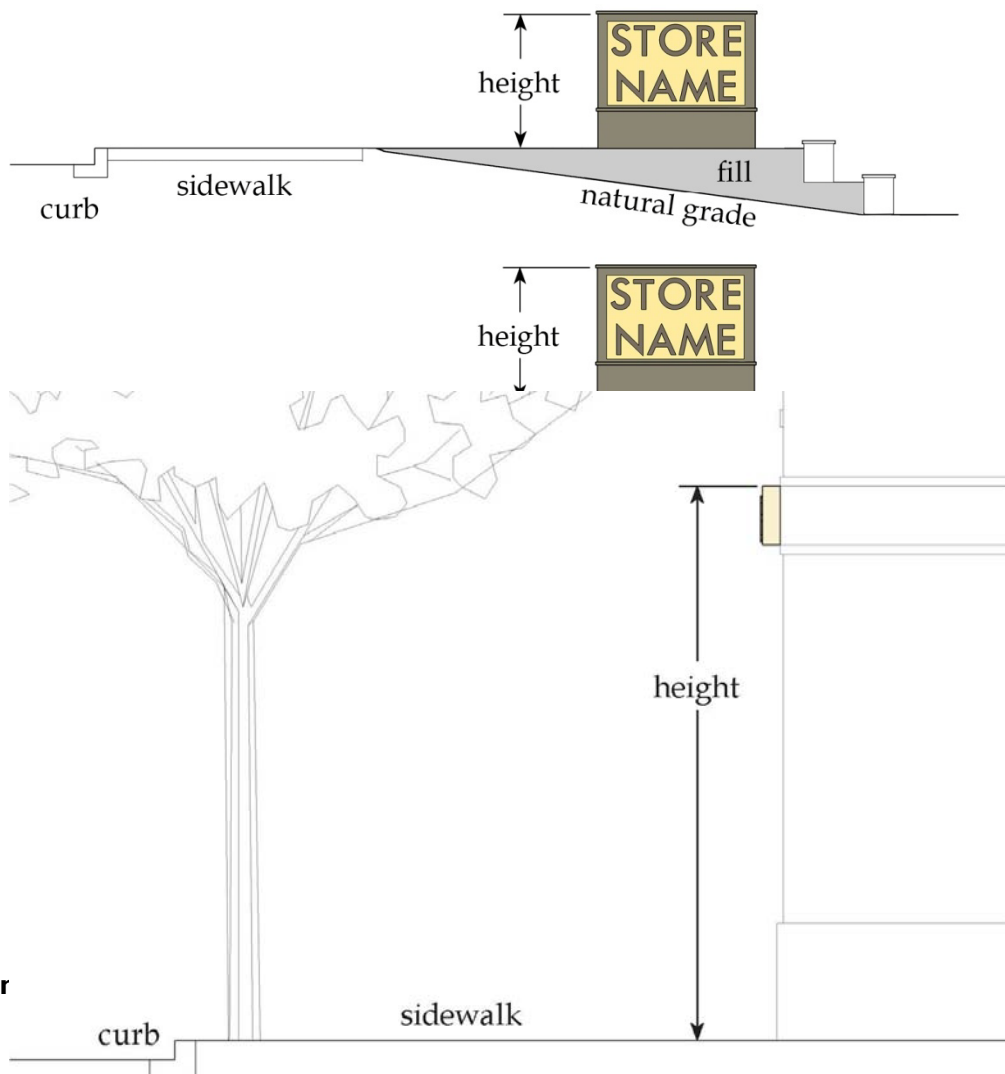 STORE
NAME
height
fill
sidewalk
natural grade
curb
STORE
NAME
height
height
r
sidewalk
curb